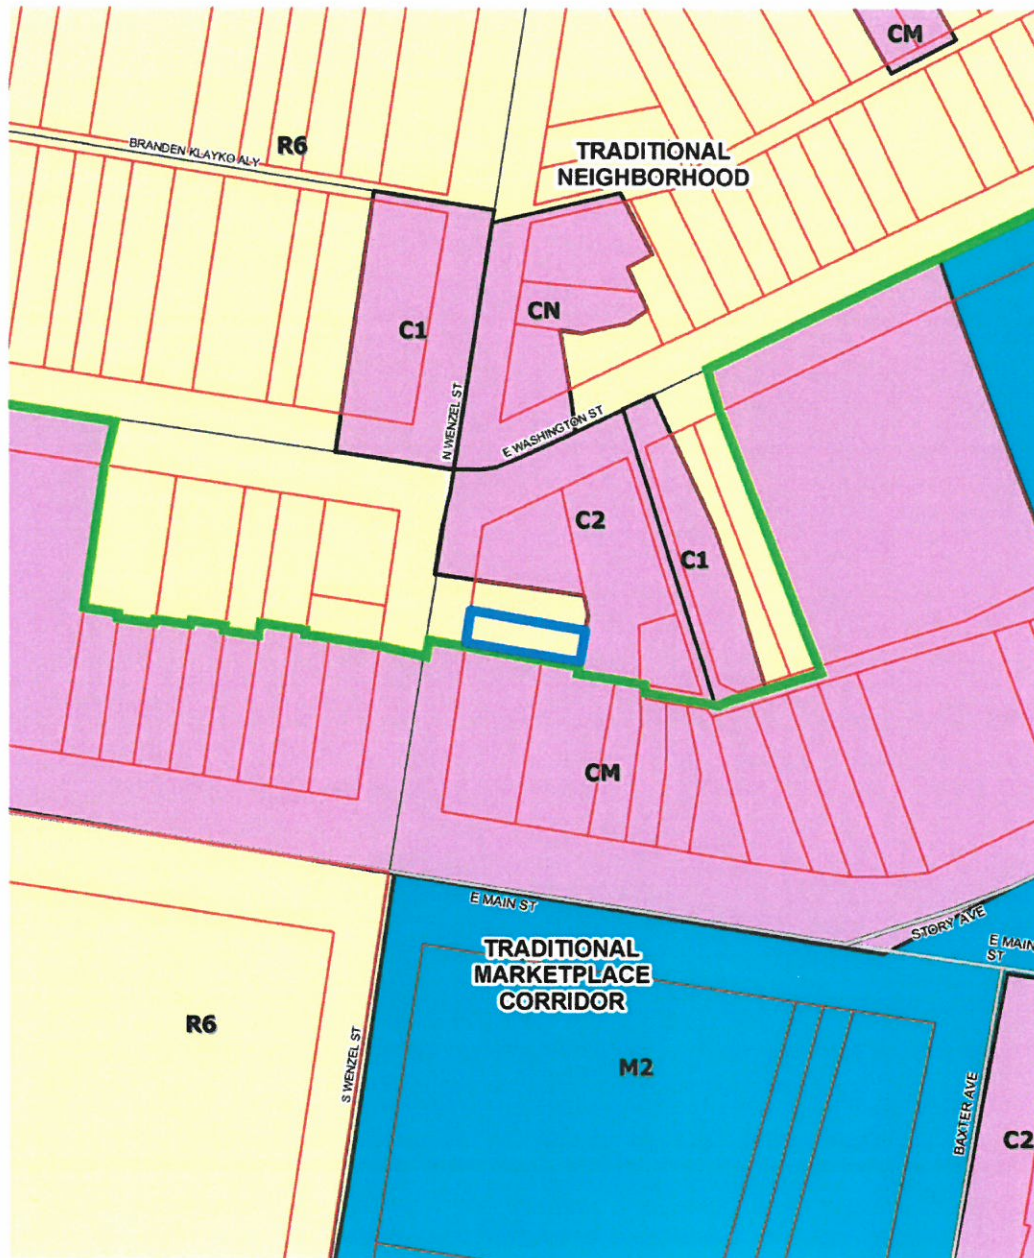 CM
BRANDEN KLAYKO ALY
R6
TRADITIONAL
NEIGHBORHOOD
C1
CN
N WENZEL ST
E WASHINGTON ST
C2
C1
CM
E MAIN ST
STORY AVE
E MAIN
ST
TRADITIONAL
MARKETPLACE
CORRIDOR
R6
S WENZEL ST
M2
BAXTER AVE
C2